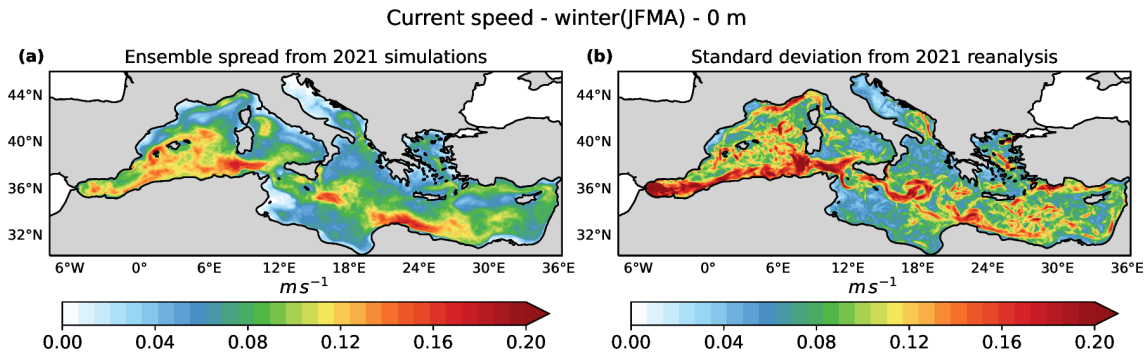 Current speed - winter(JFMA) - 0 m
(a) Ensemble spread from 2021 simulations
(b) Standard deviation from 2021 reanalysis
44°N
40°N
36°N
32°N
6°W 0° 6°E 12°E 18°E 24°E 30°E 36°E
m s⁻¹
0.00 0.04 0.08 0.12 0.16 0.20
44°N
40°N
36°N
32°N
6°W 0° 6°E 12°E 18°E 24°E 30°E 36°E
m s⁻¹
0.00 0.04 0.08 0.12 0.16 0.20